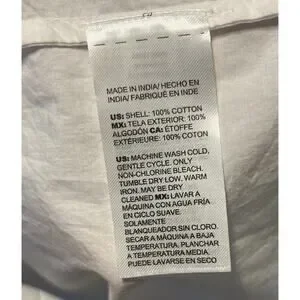 MADE IN INDIA/ HECHO EN
INDIA/ FABRIQUÉ EN INDE
US: SHELL: 100% COTTON
MX: TELA EXTERIOR: 100%
ALGODÓN CA: ÉTOFFE
EXTÉRIEURE: 100% COTON
US: MACHINE WASH COLD,
GENTLE CYCLE. ONLY
NON-CHLORINE BLEACH.
TUMBLE DRY LOW. WARM
IRON. MAY BE DRY
CLEANED MX: LAVAR A
MÁQUINA CON AGUA FRÍA
EN CICLO SUAVE.
SOLAMENTE
BLANQUEADOR SIN CLORO.
SECAR A MÁQUINA A BAJA
TEMPERATURA. PLANCHAR
A TEMPERATURA MEDIA.
PUEDE LAVARSE EN SECO